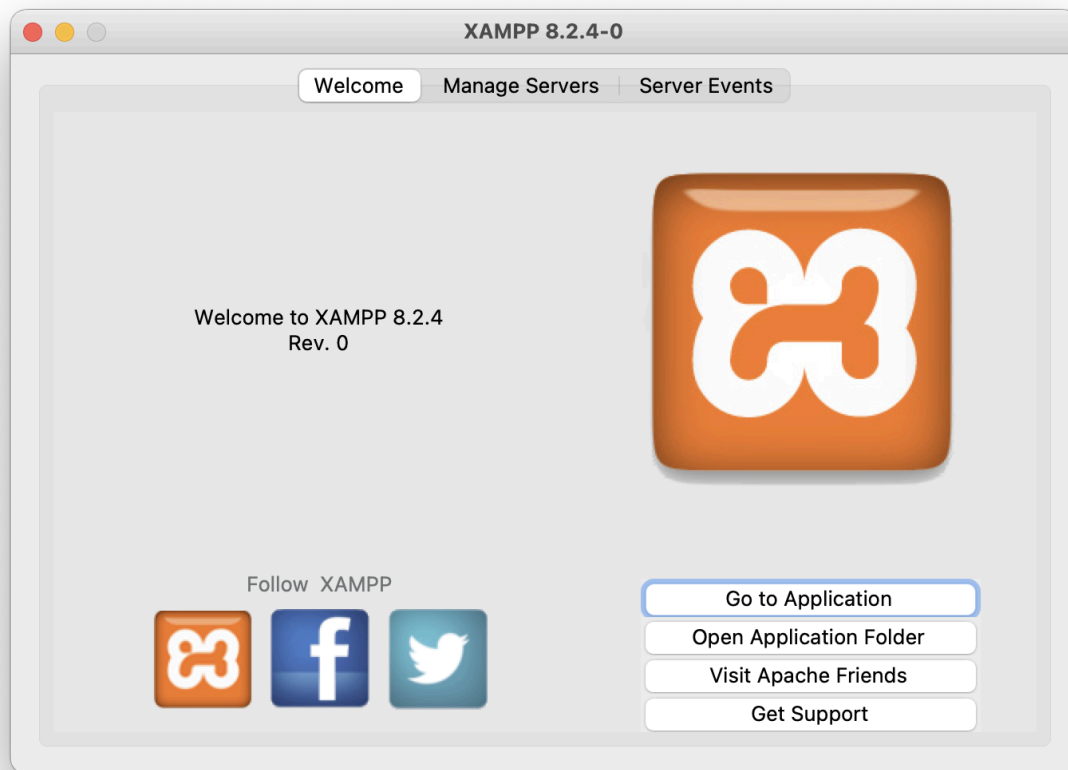 XAMPP 8.2.4-0
Welcome
Manage Servers
Server Events
Welcome to XAMPP 8.2.4
Rev. 0
Follow XAMPP
Go to Application
Open Application Folder
Visit Apache Friends
Get Support